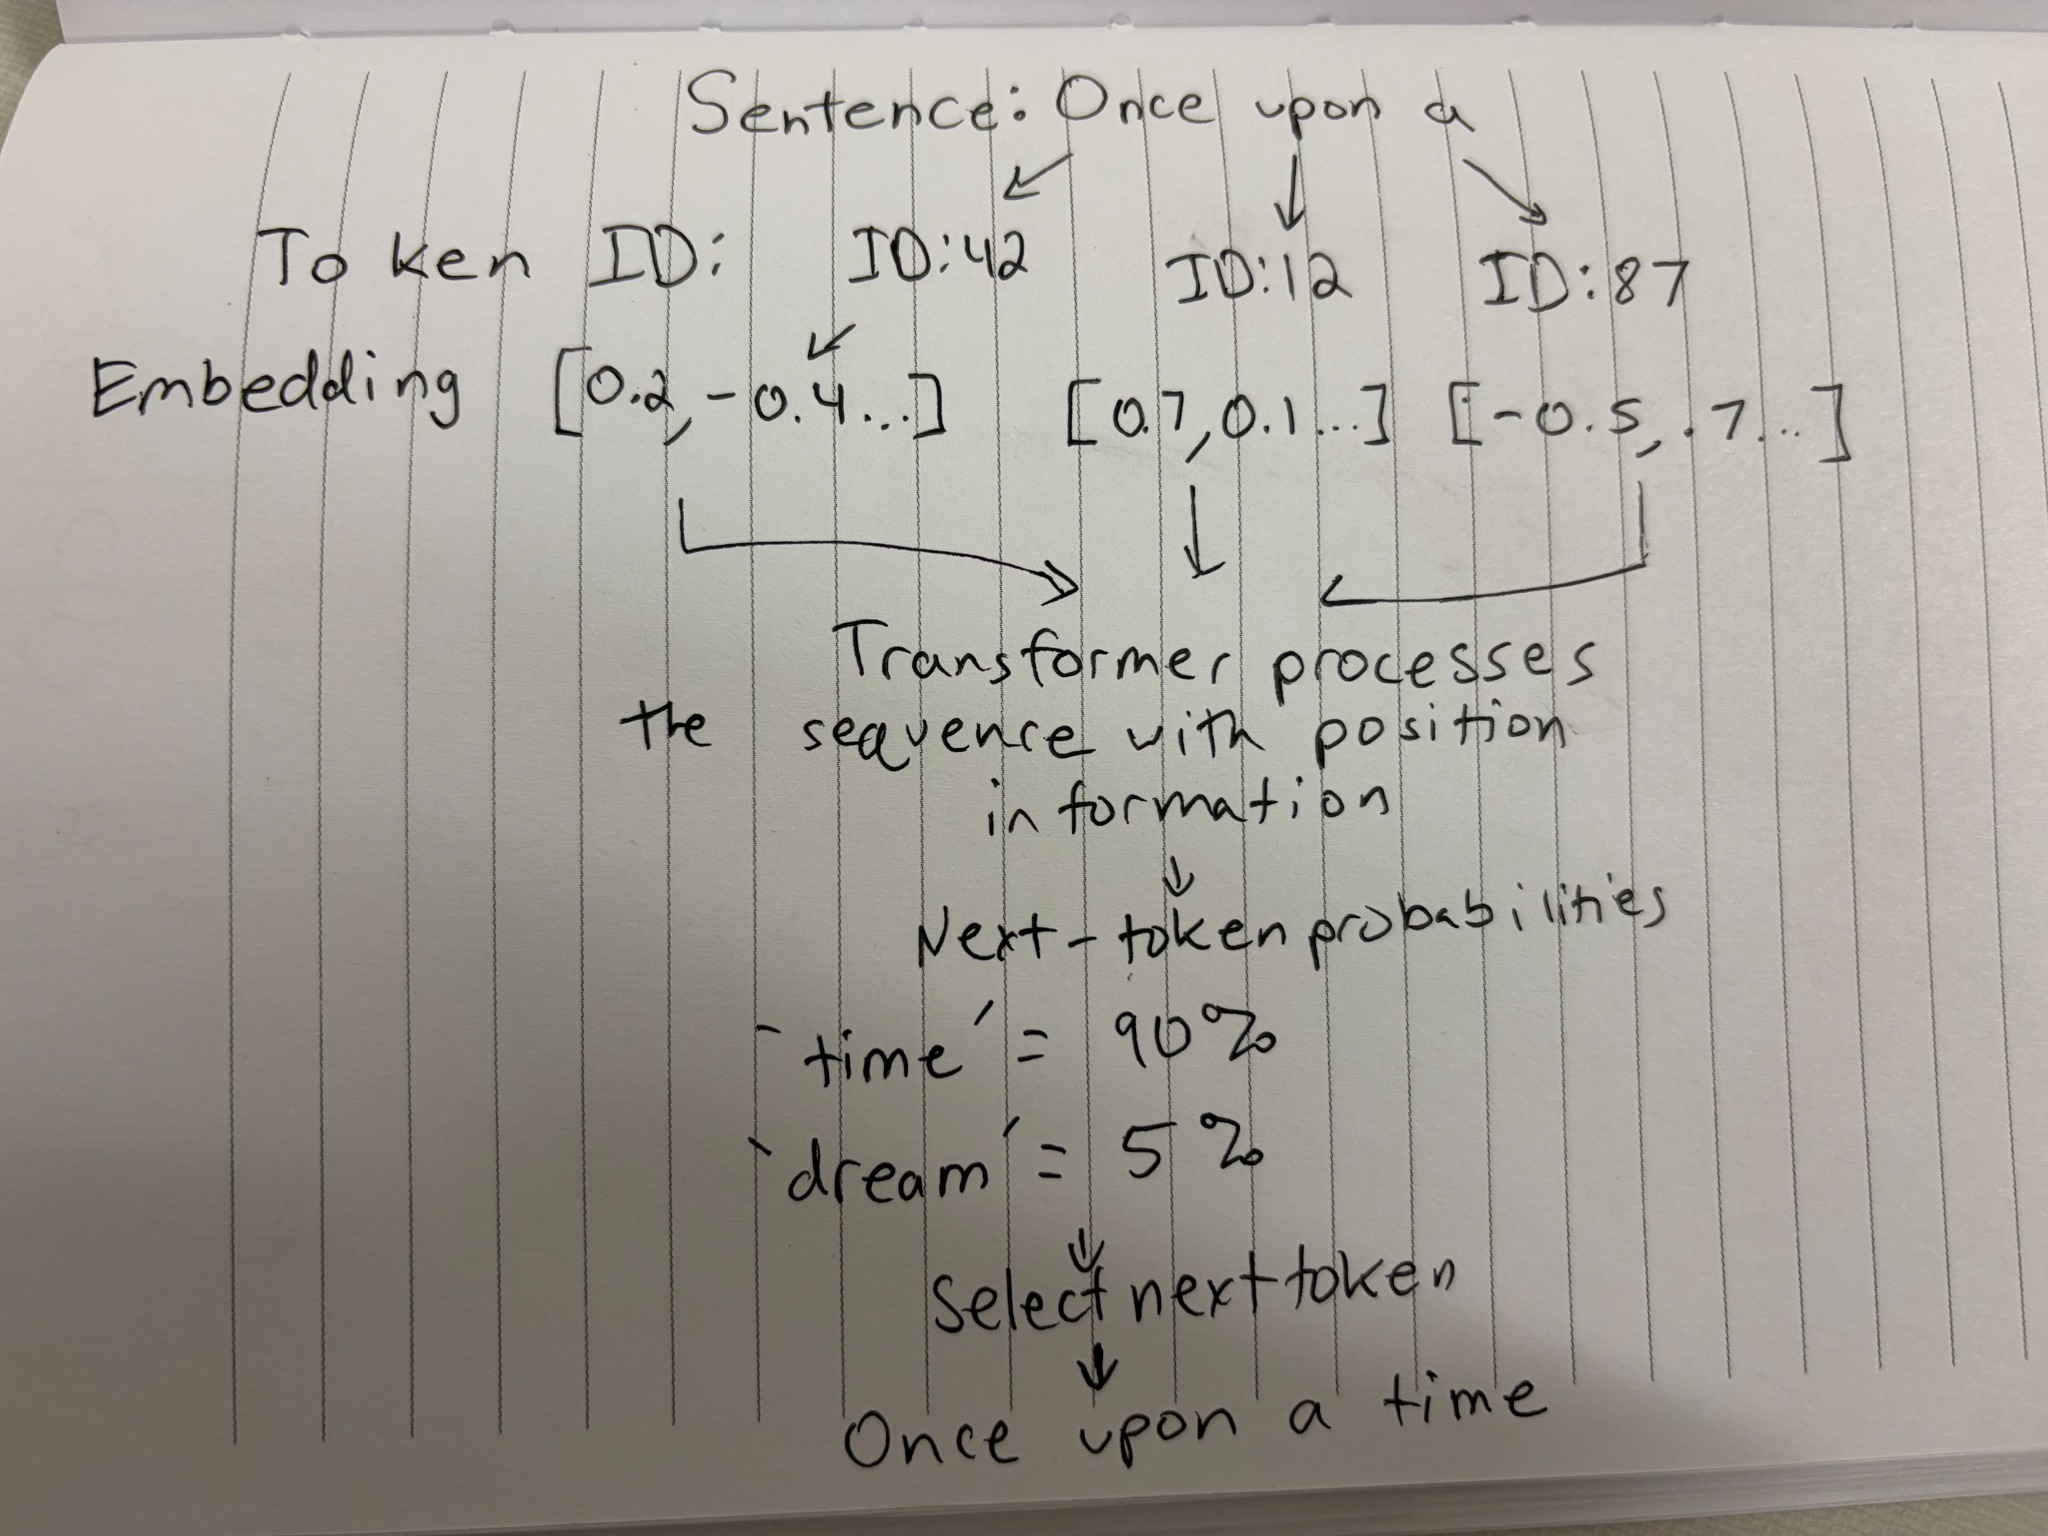 Sentence: Once upon a
Token ID: ID:42 ID:12 ID:87
Embedding [0.2, -0.4...] [0.7, 0.1...] [-0.5, .7...]
Transformer processes
the sequence with position
information
Next-token probabilities
`time´ = 90%
`dream´ = 5%
Select next token
Once upon a time